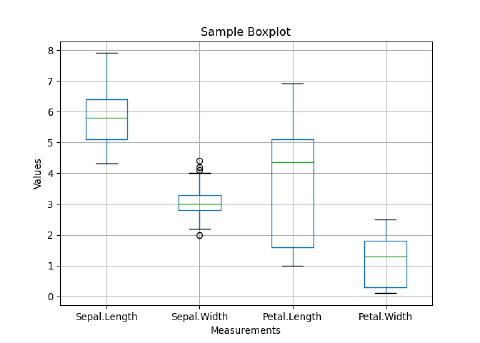 Sample Boxplot
8
7
6
5
4
3
2
1
0
Values
Sepal.Length Sepal.Width Petal.Length Petal.Width
Measurements